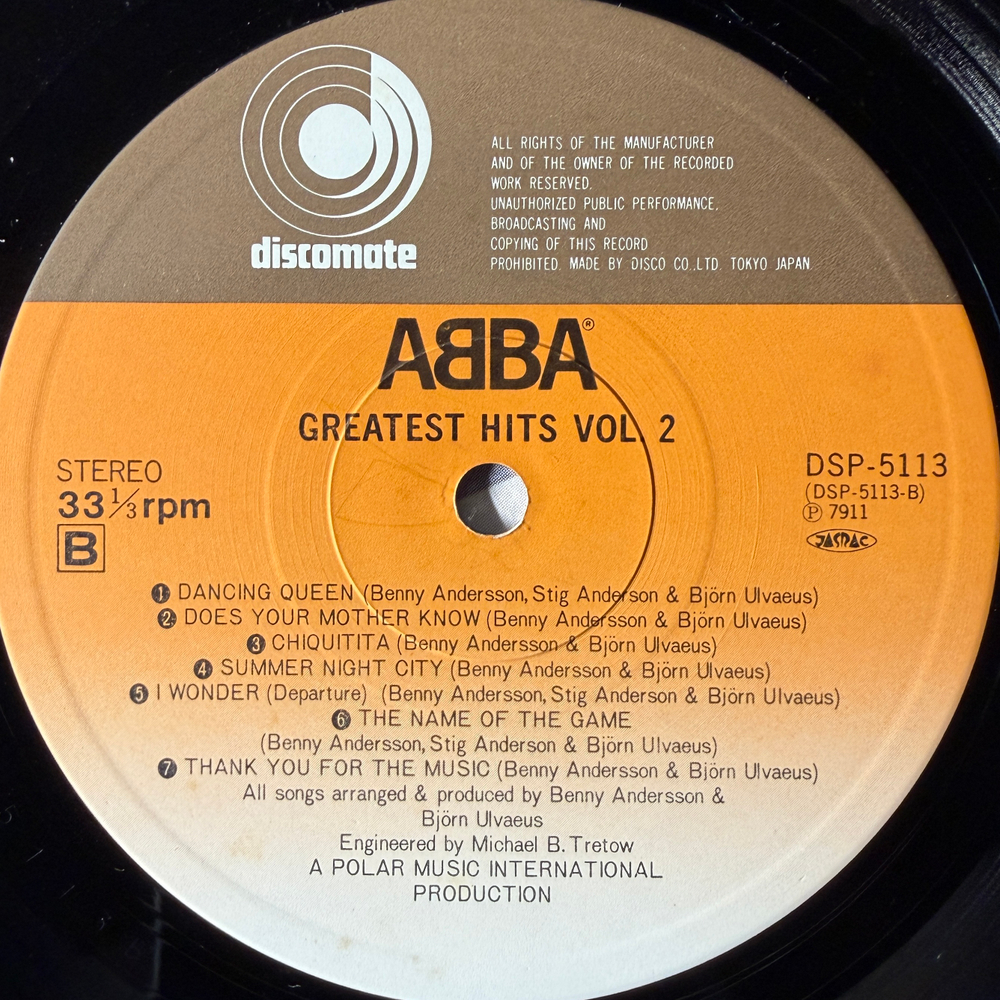 discomate
ALL RIGHTS OF THE MANUFACTURER
AND OF THE OWNER OF THE RECORDED
WORK RESERVED.
UNAUTHORIZED PUBLIC PERFORMANCE,
BROADCASTING AND
COPYING OF THIS RECORD
PROHIBITED. MADE BY DISCO CO.,LTD. TOKYO JAPAN
ABBA®
GREATEST HITS VOL. 2
STEREO
33 1/3 rpm
B
DSP-5113
(DSP-5113-B)
Ⓟ 7911
JASRAC
❶ DANCING QUEEN (Benny Andersson, Stig Anderson & Björn Ulvaeus)
❷ DOES YOUR MOTHER KNOW (Benny Andersson & Björn Ulvaeus)
❸ CHIQUITITA (Benny Andersson & Björn Ulvaeus)
❹ SUMMER NIGHT CITY (Benny Andersson & Björn Ulvaeus)
❺ I WONDER (Departure) (Benny Andersson, Stig Anderson & Björn Ulvaeus)
❻ THE NAME OF THE GAME
(Benny Andersson, Stig Anderson & Björn Ulvaeus)
❼ THANK YOU FOR THE MUSIC (Benny Andersson & Björn Ulvaeus)
All songs arranged & produced by Benny Andersson &
Björn Ulvaeus
Engineered by Michael B. Tretow
A POLAR MUSIC INTERNATIONAL
PRODUCTION